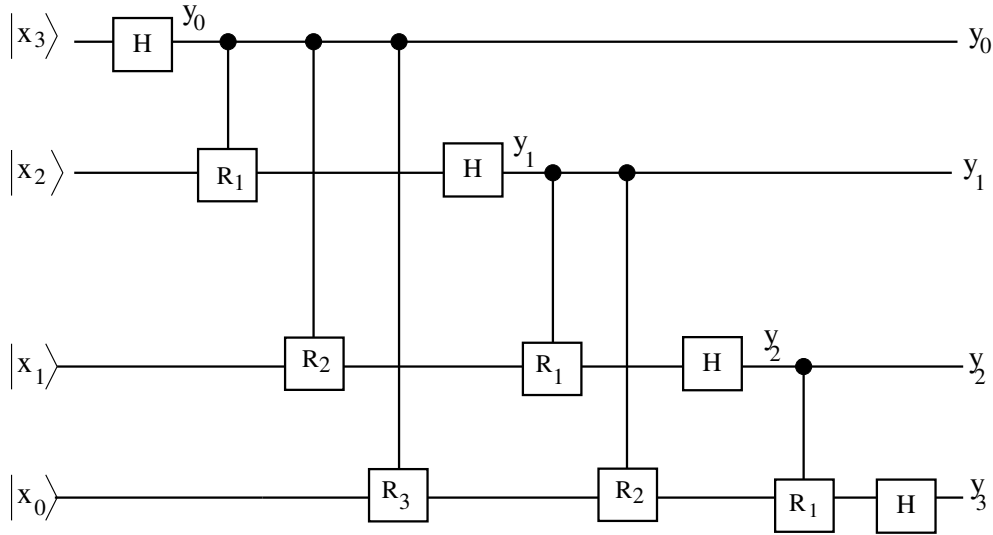 |x₃⟩ H y₀ y₀
|x₂⟩ R₁ H y₁ y₁
|x₁⟩ R₂ R₁ H y₂ y₂
|x₀⟩ R₃ R₂ R₁ H y₃